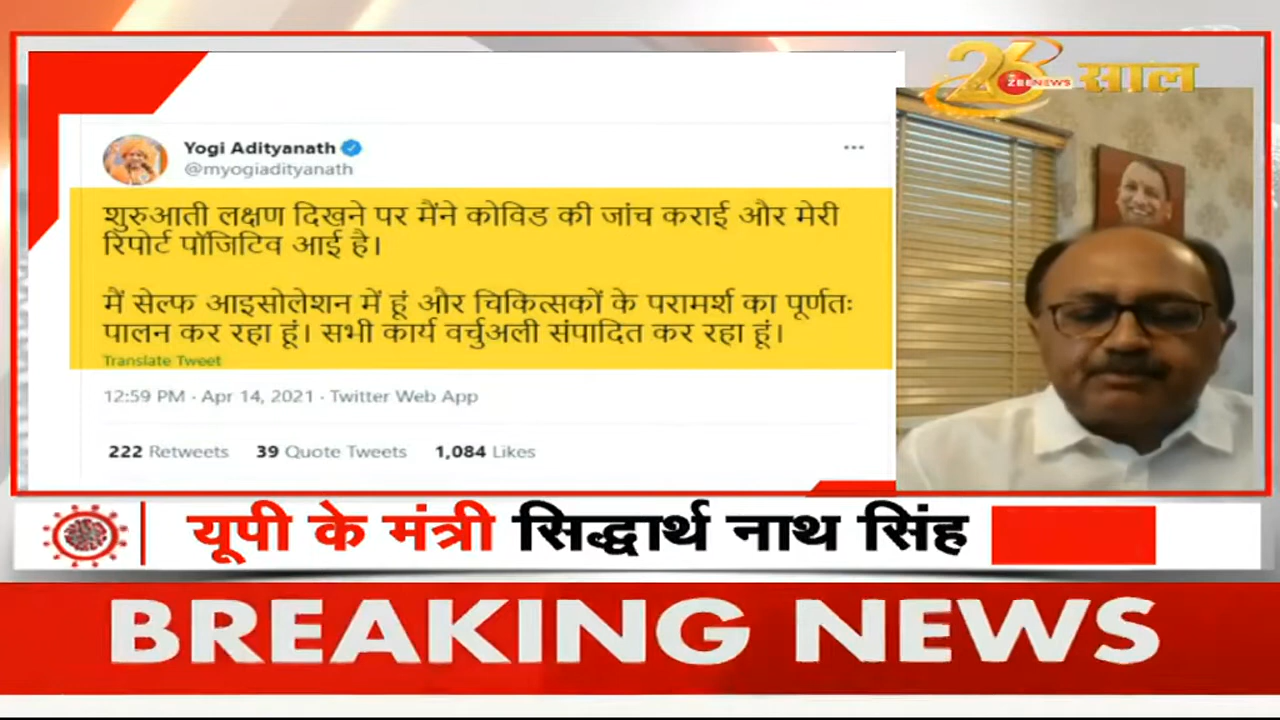 26 साल
ZEE NEWS
Yogi Adityanath
@myogiadityanath
शुरुआती लक्षण दिखने पर मैंने कोविड की जांच कराई और मेरी
रिपोर्ट पॉजिटिव आई है।
मैं सेल्फ आइसोलेशन में हूं और चिकित्सकों के परामर्श का पूर्णतः
पालन कर रहा हूं। सभी कार्य वर्चुअली संपादित कर रहा हूं।
Translate Tweet
12:59 PM · Apr 14, 2021 · Twitter Web App
222 Retweets 39 Quote Tweets 1,084 Likes
यूपी के मंत्री सिद्धार्थ नाथ सिंह
BREAKING NEWS